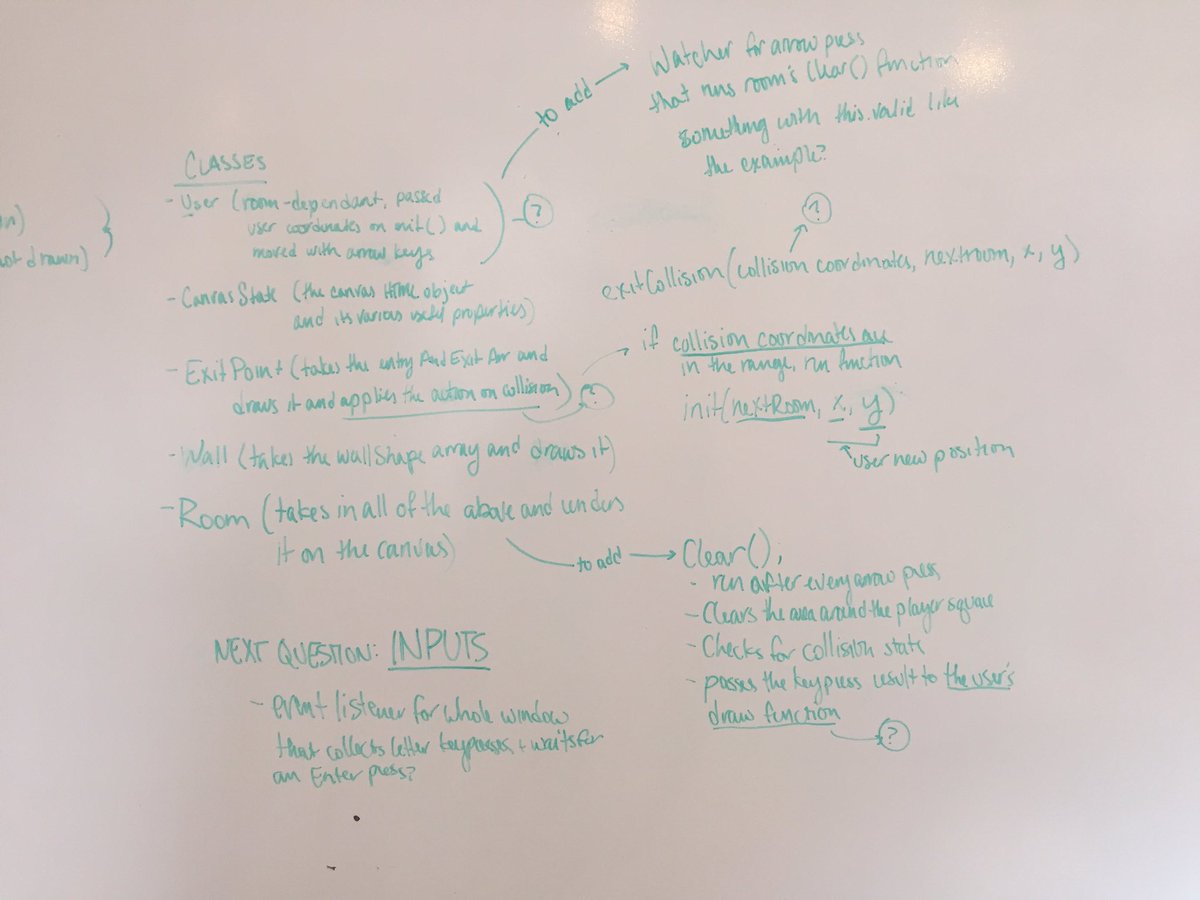 Watcher for arrow press
that runs room's Clear() function
something with this.valid like
the example?
to add
CLASSES
- User (room-dependant, passed
user coordinates on init() and
moved with arrow keys
?
- CanvasState (the canvas HTML object
and its various useful properties)
- ExitPoint (takes the entry And Exit Arr and
draws it and applies the action on collision)
?
- Wall (takes the wallShape array and draws it)
- Room (takes in all of the above and renders
it on the canvas)
not drawn)
?
exitCollision(collision coordinates, nextroom, x, y)
if collision coordinates are
in the range, run function
init(nextRoom, x, y)
user new position
to add
Clear();
- run after every arrow press
- Clears the area around the player square
- Checks for collision state
- passes the keypress result to the user's
draw function
?
NEXT QUESTION: INPUTS
- event listener for whole window
that collects letter keypresses + waits for
an Enter press?